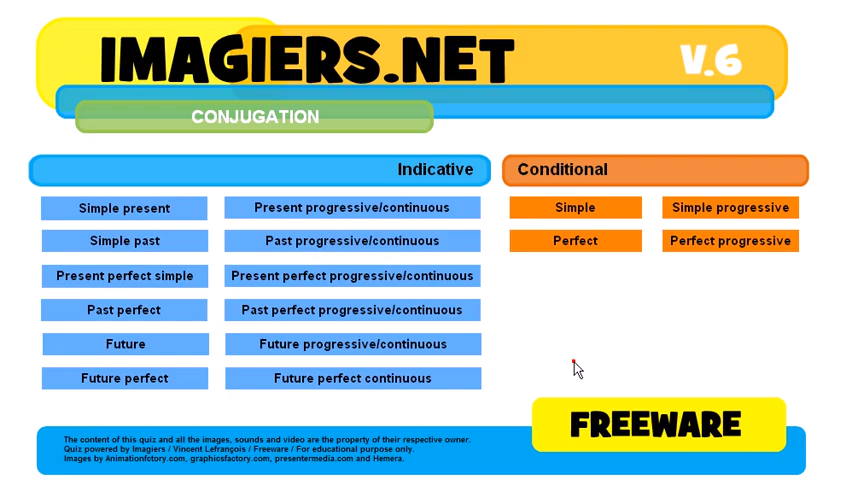 IMAGIERS.NET
V.6
CONJUGATION
Indicative
Conditional
Simple present
Present progressive/continuous
Simple
Simple progressive
Simple past
Past progressive/continuous
Perfect
Perfect progressive
Present perfect simple
Present perfect progressive/continuous
Past perfect
Past perfect progressive/continuous
Future
Future progressive/continuous
Future perfect
Future perfect continuous
FREEWARE
The content of this quiz and all the images, sounds and video are the property of their respective owner.
Quiz powered by Imagiers / Vincent Lefrançois / Freeware / For educational purpose only.
Images by Animationfctory.com, graphicsfactory.com, presentermedia.com and Hemera.